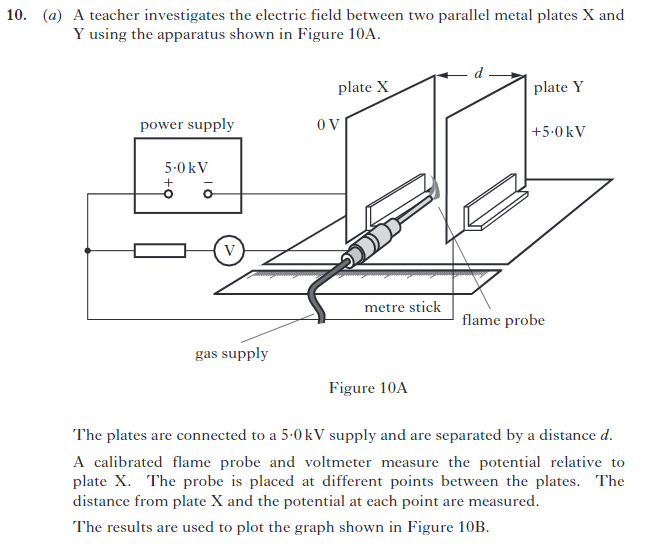 10. (a) A teacher investigates the electric field between two parallel metal plates X and
Y using the apparatus shown in Figure 10A.
d
plate X
plate Y
power supply
0 V
+5·0 kV
5·0 kV
+ −
V
metre stick
flame probe
gas supply
Figure 10A
The plates are connected to a 5·0 kV supply and are separated by a distance d.
A calibrated flame probe and voltmeter measure the potential relative to
plate X. The probe is placed at different points between the plates. The
distance from plate X and the potential at each point are measured.
The results are used to plot the graph shown in Figure 10B.